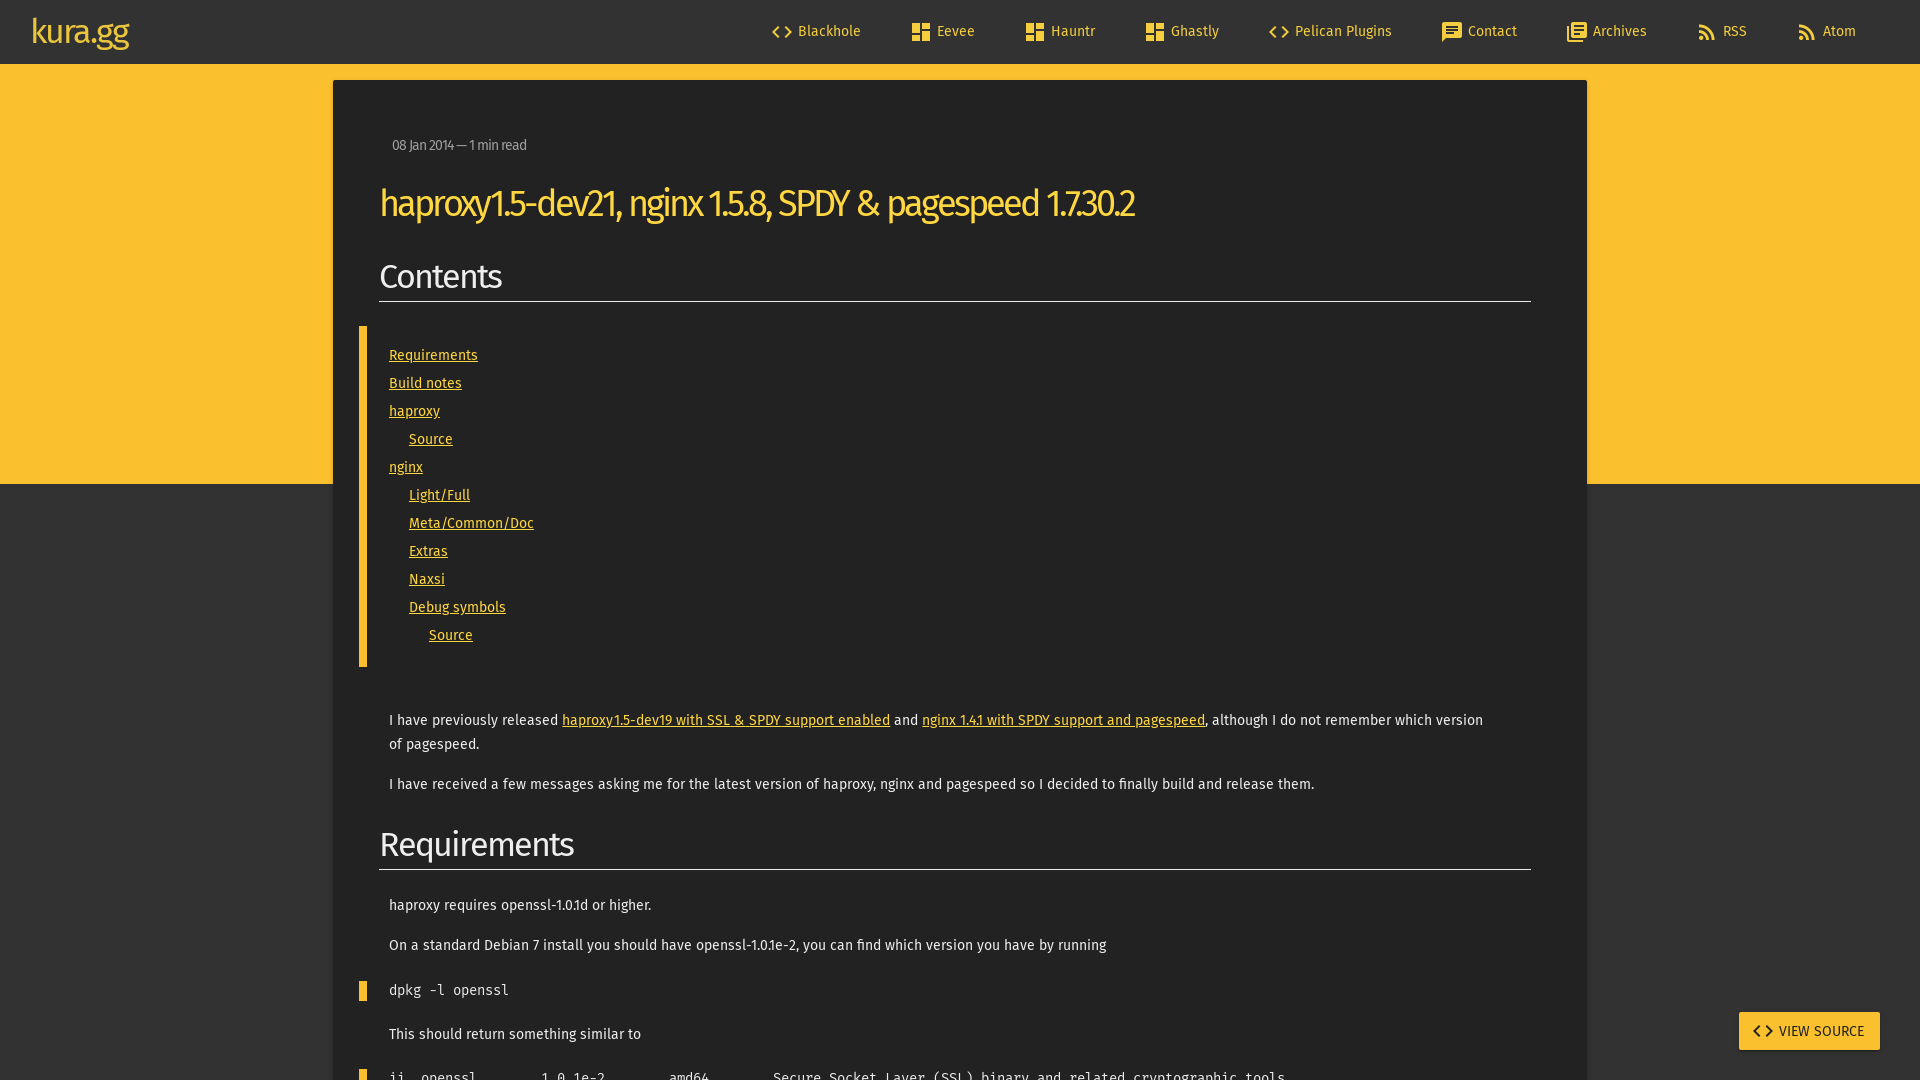 kura.gg
Blackhole
Eevee
Hauntr
Ghastly
Pelican Plugins
Contact
Archives
RSS
Atom
08 Jan 2014 — 1 min read
haproxy1.5-dev21, nginx 1.5.8, SPDY & pagespeed 1.7.30.2
Contents
Requirements
Build notes
haproxy
Source
nginx
Light/Full
Meta/Common/Doc
Extras
Naxsi
Debug symbols
Source
I have previously released haproxy1.5-dev19 with SSL & SPDY support enabled and nginx 1.4.1 with SPDY support and pagespeed, although I do not remember which version
of pagespeed.
I have received a few messages asking me for the latest version of haproxy, nginx and pagespeed so I decided to finally build and release them.
Requirements
haproxy requires openssl-1.0.1d or higher.
On a standard Debian 7 install you should have openssl-1.0.1e-2, you can find which version you have by running
dpkg -l openssl
This should return something similar to
ii  openssl        1.0.1e-2        amd64        Secure Socket Layer (SSL) binary and related cryptographic tools
VIEW SOURCE